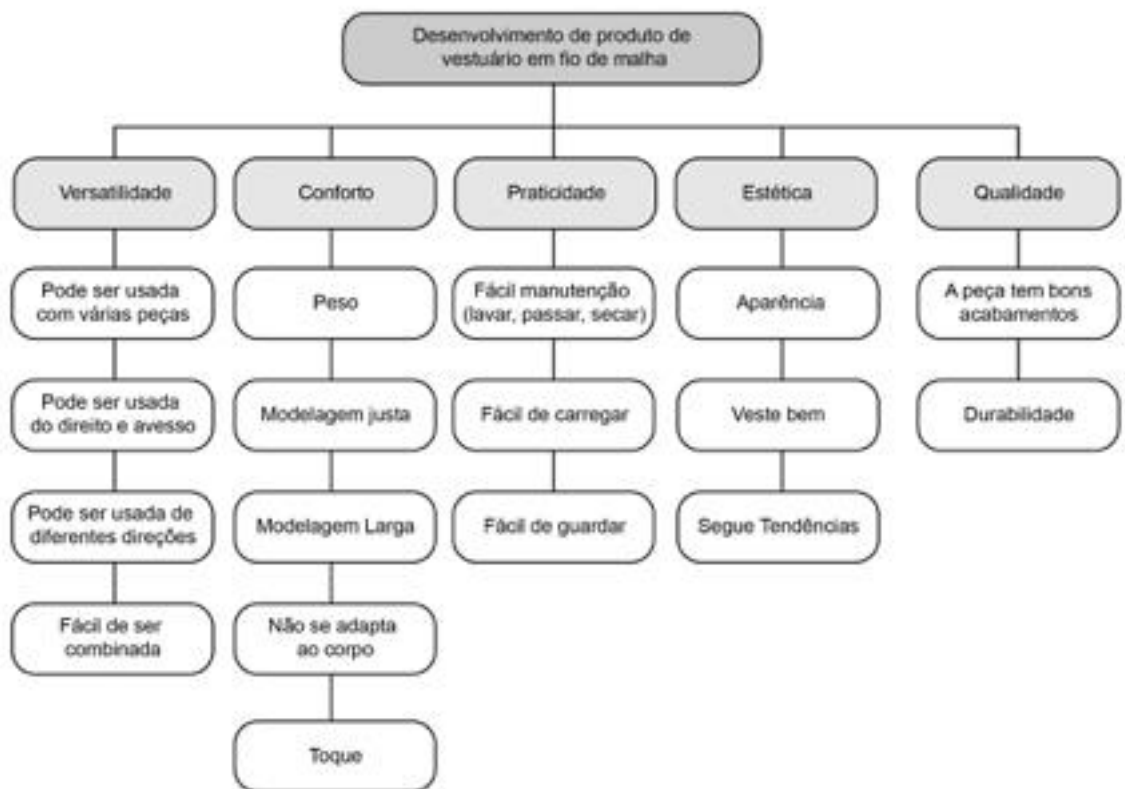 Desenvolvimento de produto de
vestuário em fio de malha
Versatilidade
Conforto
Praticidade
Estética
Qualidade
Pode ser usada
com várias peças
Peso
Fácil manutenção
(lavar, passar, secar)
Aparência
A peça tem bons
acabamentos
Pode ser usada
do direito e avesso
Modelagem justa
Fácil de carregar
Veste bem
Durabilidade
Pode ser usada de
diferentes direções
Modelagem Larga
Fácil de guardar
Segue Tendências
Fácil de ser
combinada
Não se adapta
ao corpo
Toque